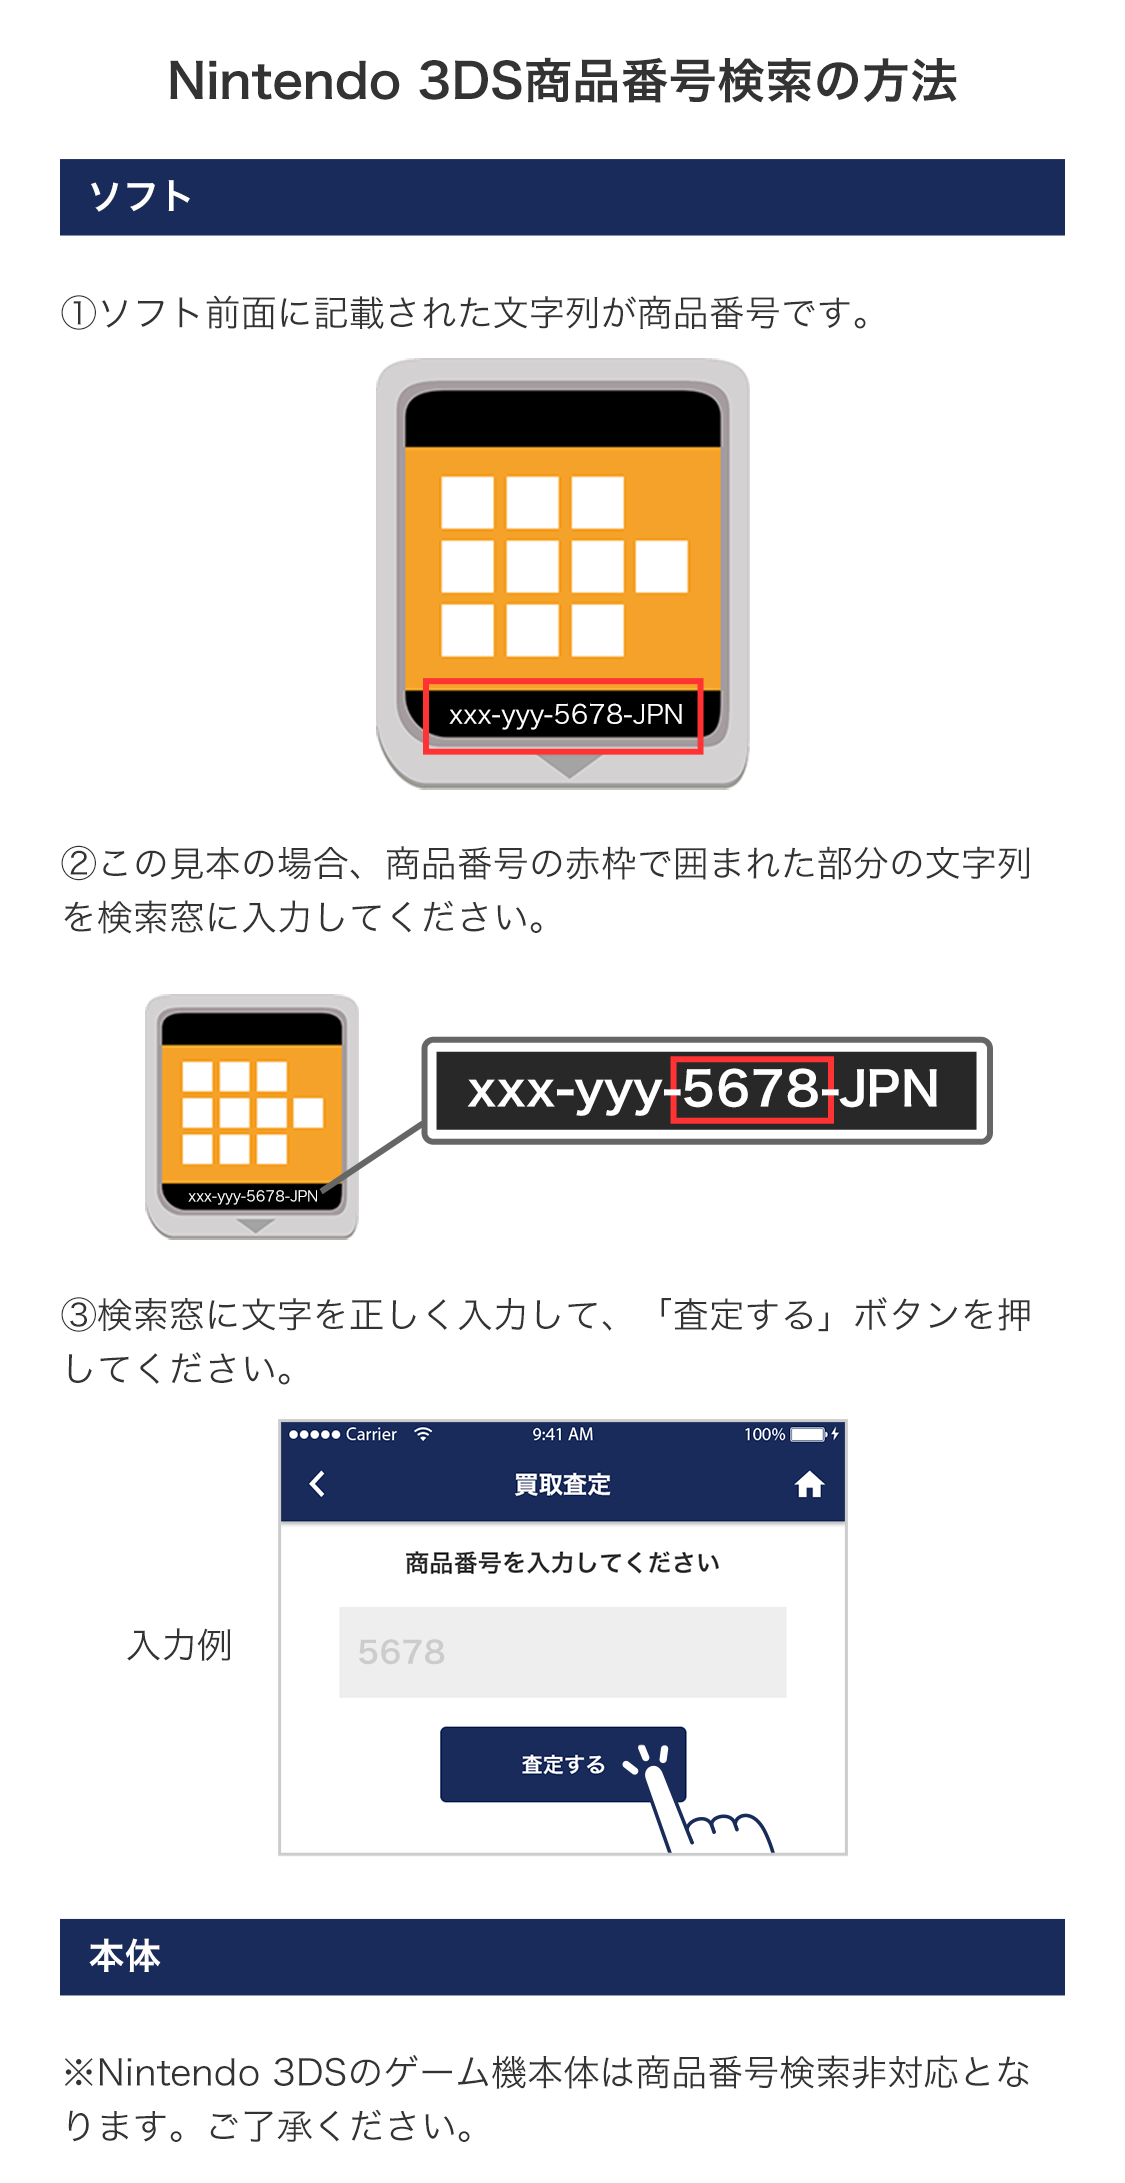 Nintendo 3DS商品番号検索の方法
ソフト
①ソフト前面に記載された文字列が商品番号です。
xxx-yyy-5678-JPN
②この見本の場合、商品番号の赤枠で囲まれた部分の文字列
を検索窓に入力してください。
xxx-yyy-5678-JPN
xxx-yyy-5678-JPN
③検索窓に文字を正しく入力して、「査定する」ボタンを押
してください。
Carrier 9:41 AM 100%
買取査定
商品番号を入力してください
入力例
5678
査定する
本体
※Nintendo 3DSのゲーム機本体は商品番号検索非対応とな
ります。ご了承ください。